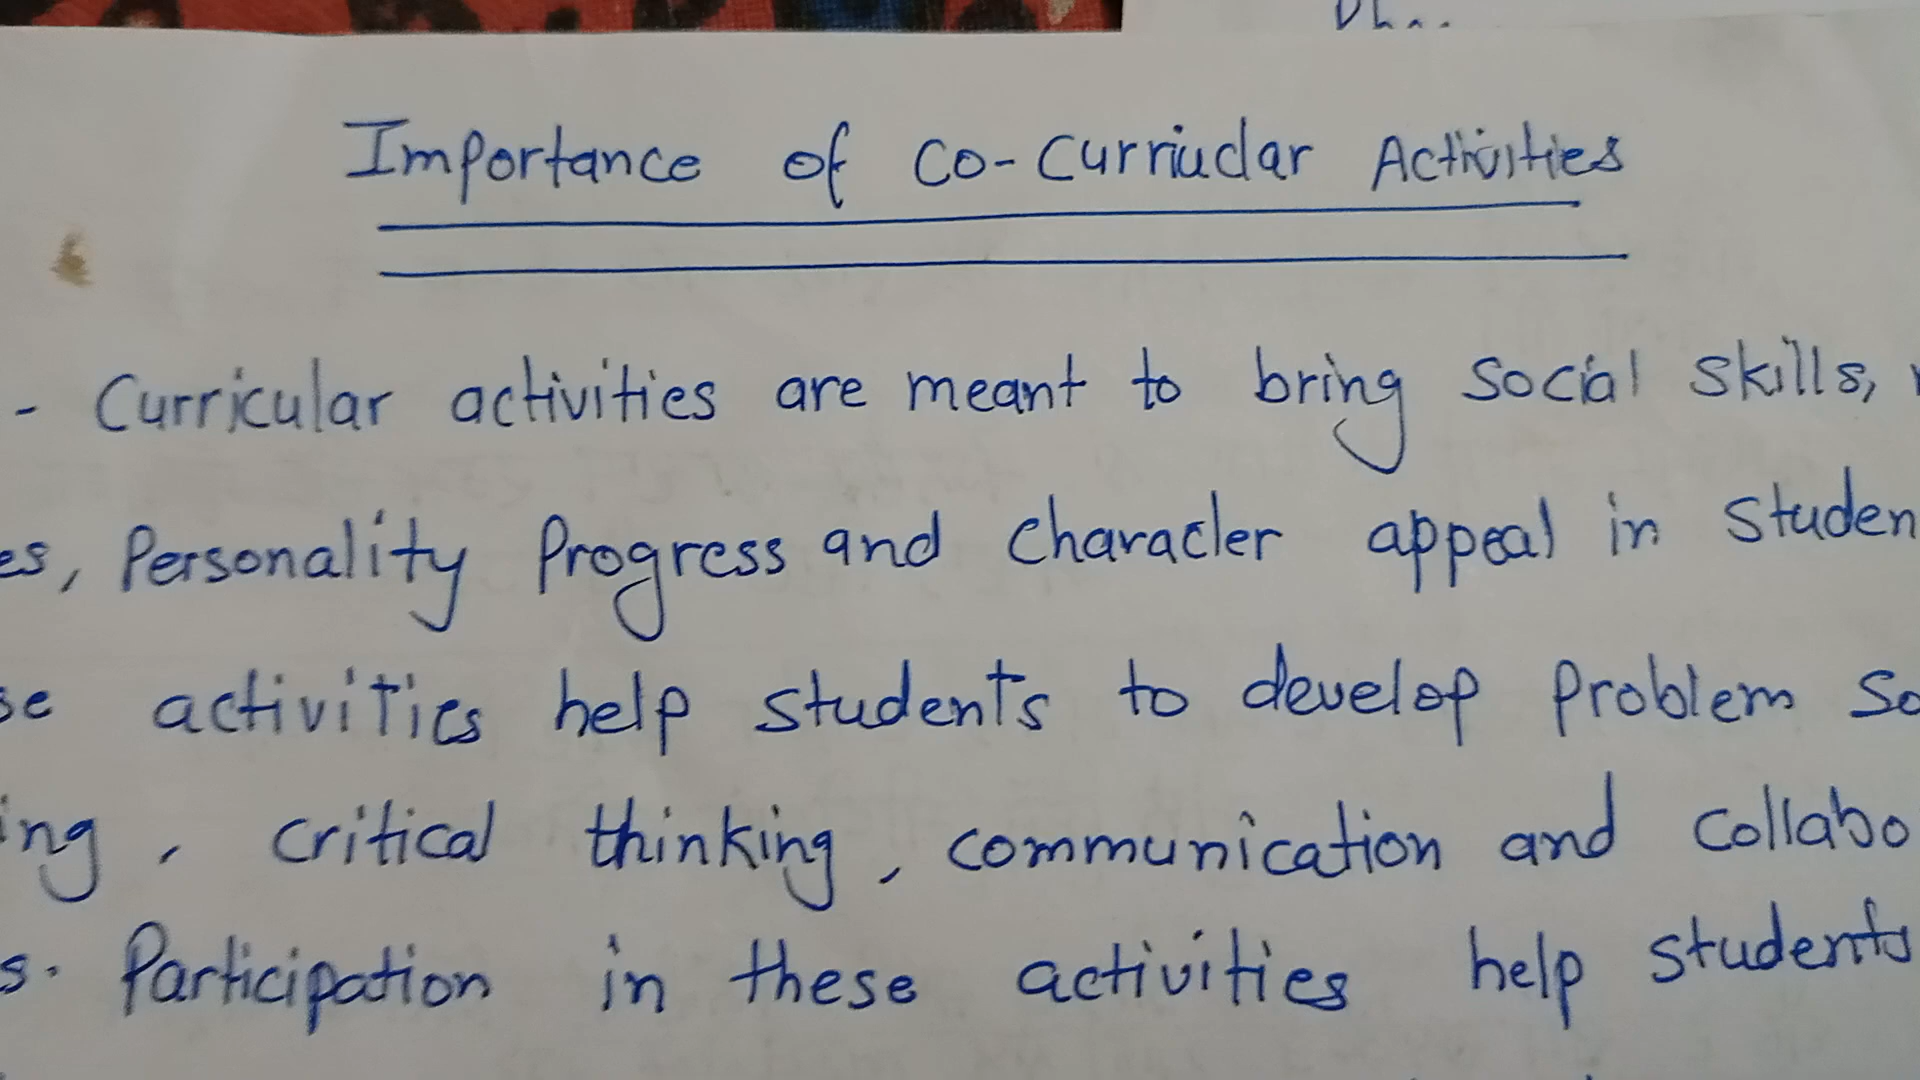 Importance of Co-Curriuclar Activities
- Curricular activities are meant to bring social skills,
es, Personality Progress and character appeal in studen
se activities help students to develop Problem So
ing, critical thinking, communication and collabo
s. Participation in these activities help students